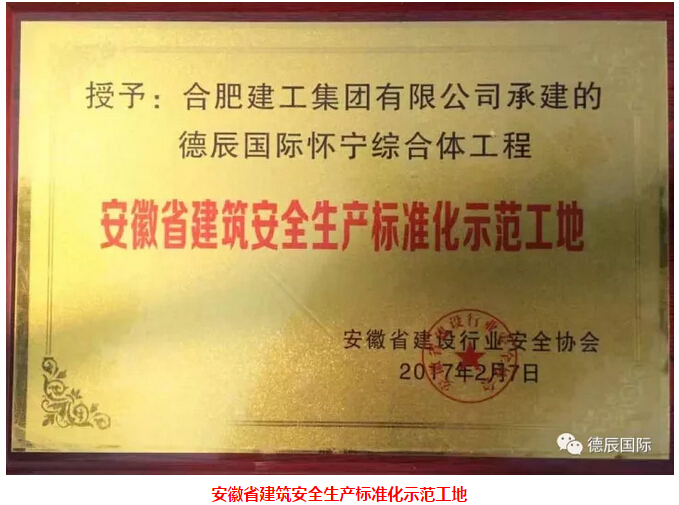 授予：合肥建工集团有限公司承建的
德辰国际怀宁综合体工程
安徽省建筑安全生产标准化示范工地
安徽省建设行业安全协会
2017年2月7日
德辰国际
安徽省建筑安全生产标准化示范工地